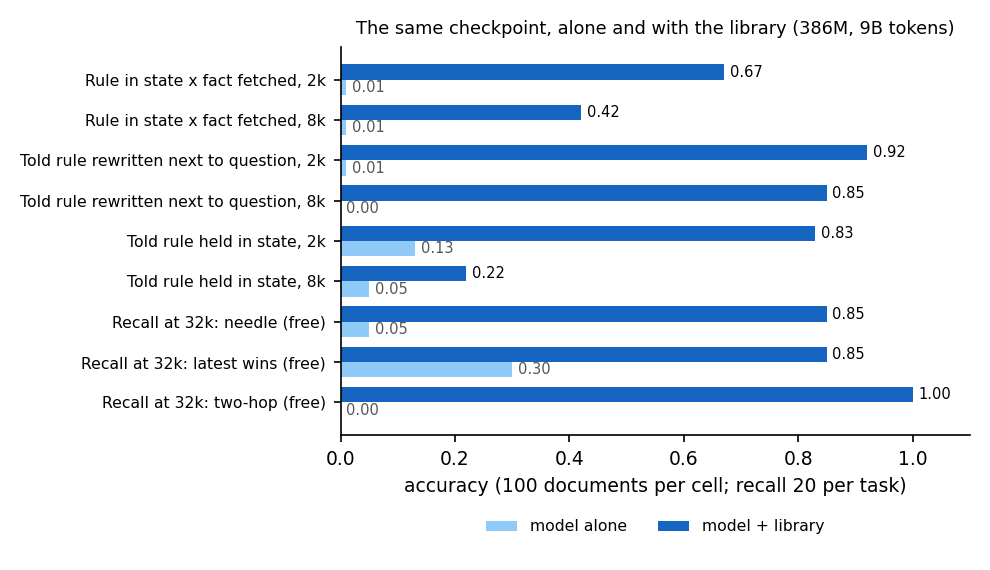 The same checkpoint, alone and with the library (386M, 9B tokens)
Rule in state x fact fetched, 2k
0.67
0.01
Rule in state x fact fetched, 8k
0.42
0.01
Told rule rewritten next to question, 2k
0.92
0.01
Told rule rewritten next to question, 8k
0.85
0.00
Told rule held in state, 2k
0.83
0.13
Told rule held in state, 8k
0.22
0.05
Recall at 32k: needle (free)
0.85
0.05
Recall at 32k: latest wins (free)
0.85
0.30
Recall at 32k: two-hop (free)
1.00
0.00
0.0 0.2 0.4 0.6 0.8 1.0
accuracy (100 documents per cell; recall 20 per task)
model alone model + library